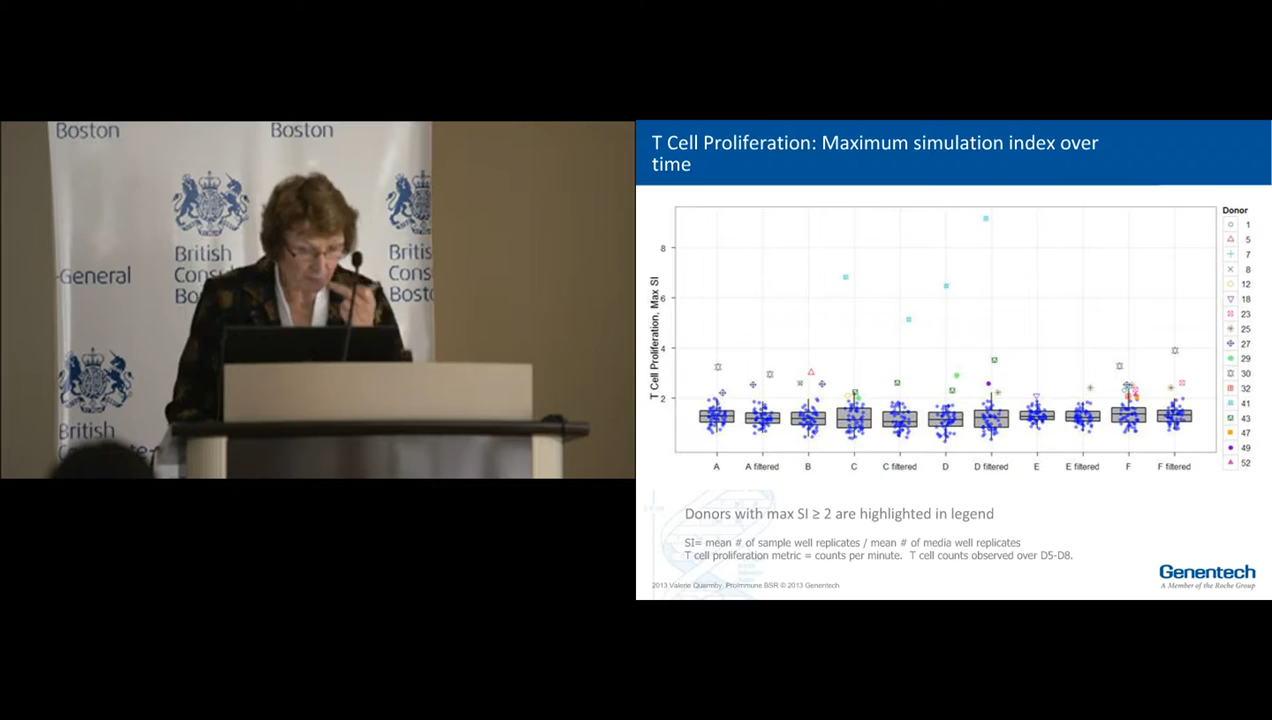 Boston
Boston
British
Cons
Bo
-General
British
Con
Bosto
British
T Cell Proliferation: Maximum simulation index over
time
T Cell Proliferation, Max SI
8
6
4
2
A
A filtered
B
C
C filtered
D
D filtered
E
E filtered
F
F filtered
Donor
1
5
7
8
12
18
23
25
27
29
30
32
41
43
47
49
52
Donors with max SI ≥ 2 are highlighted in legend
SI= mean # of sample well replicates / mean # of media well replicates
T cell proliferation metric = counts per minute. T cell counts observed over D5-D8.
2013 Valerie Quarmby. ProImmune BSR © 2013 Genentech
Genentech
A Member of the Roche Group